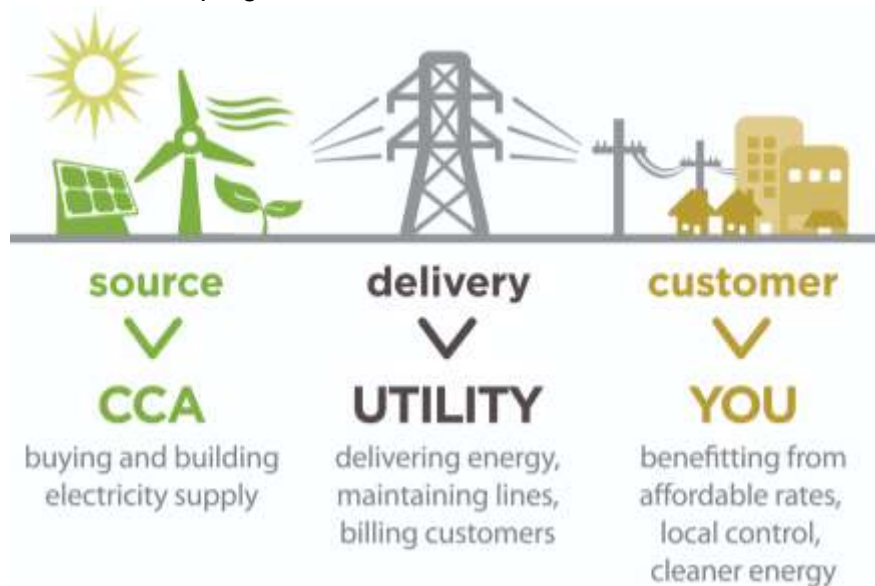 source
delivery
customer
CCA
UTILITY
YOU
buying and building
electricity supply
delivering energy,
maintaining lines,
billing customers
benefitting from
affordable rates,
local control,
cleaner energy